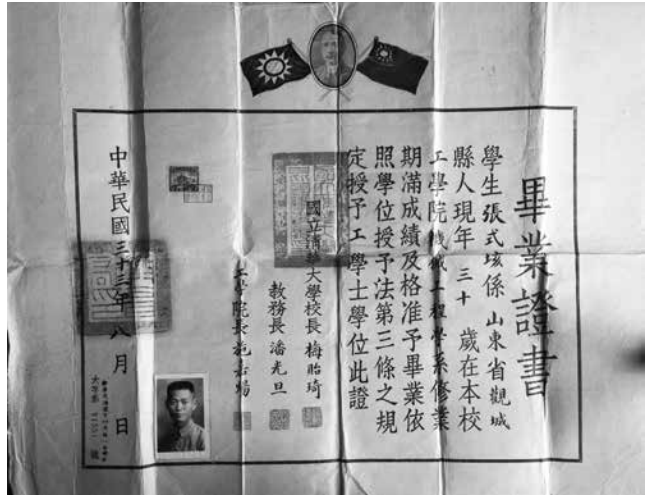 畢業證書
學生張式垓係山東省觀城
縣人現年三十歲在本校
工學院機械工程學系修業
期滿成績及格准予畢業依
照學位授予法第三條之規
定授予工學士學位此證
國立清華大學校長梅貽琦
教務長潘光旦
工學院長施嘉煬
中華民國三十三年八月日